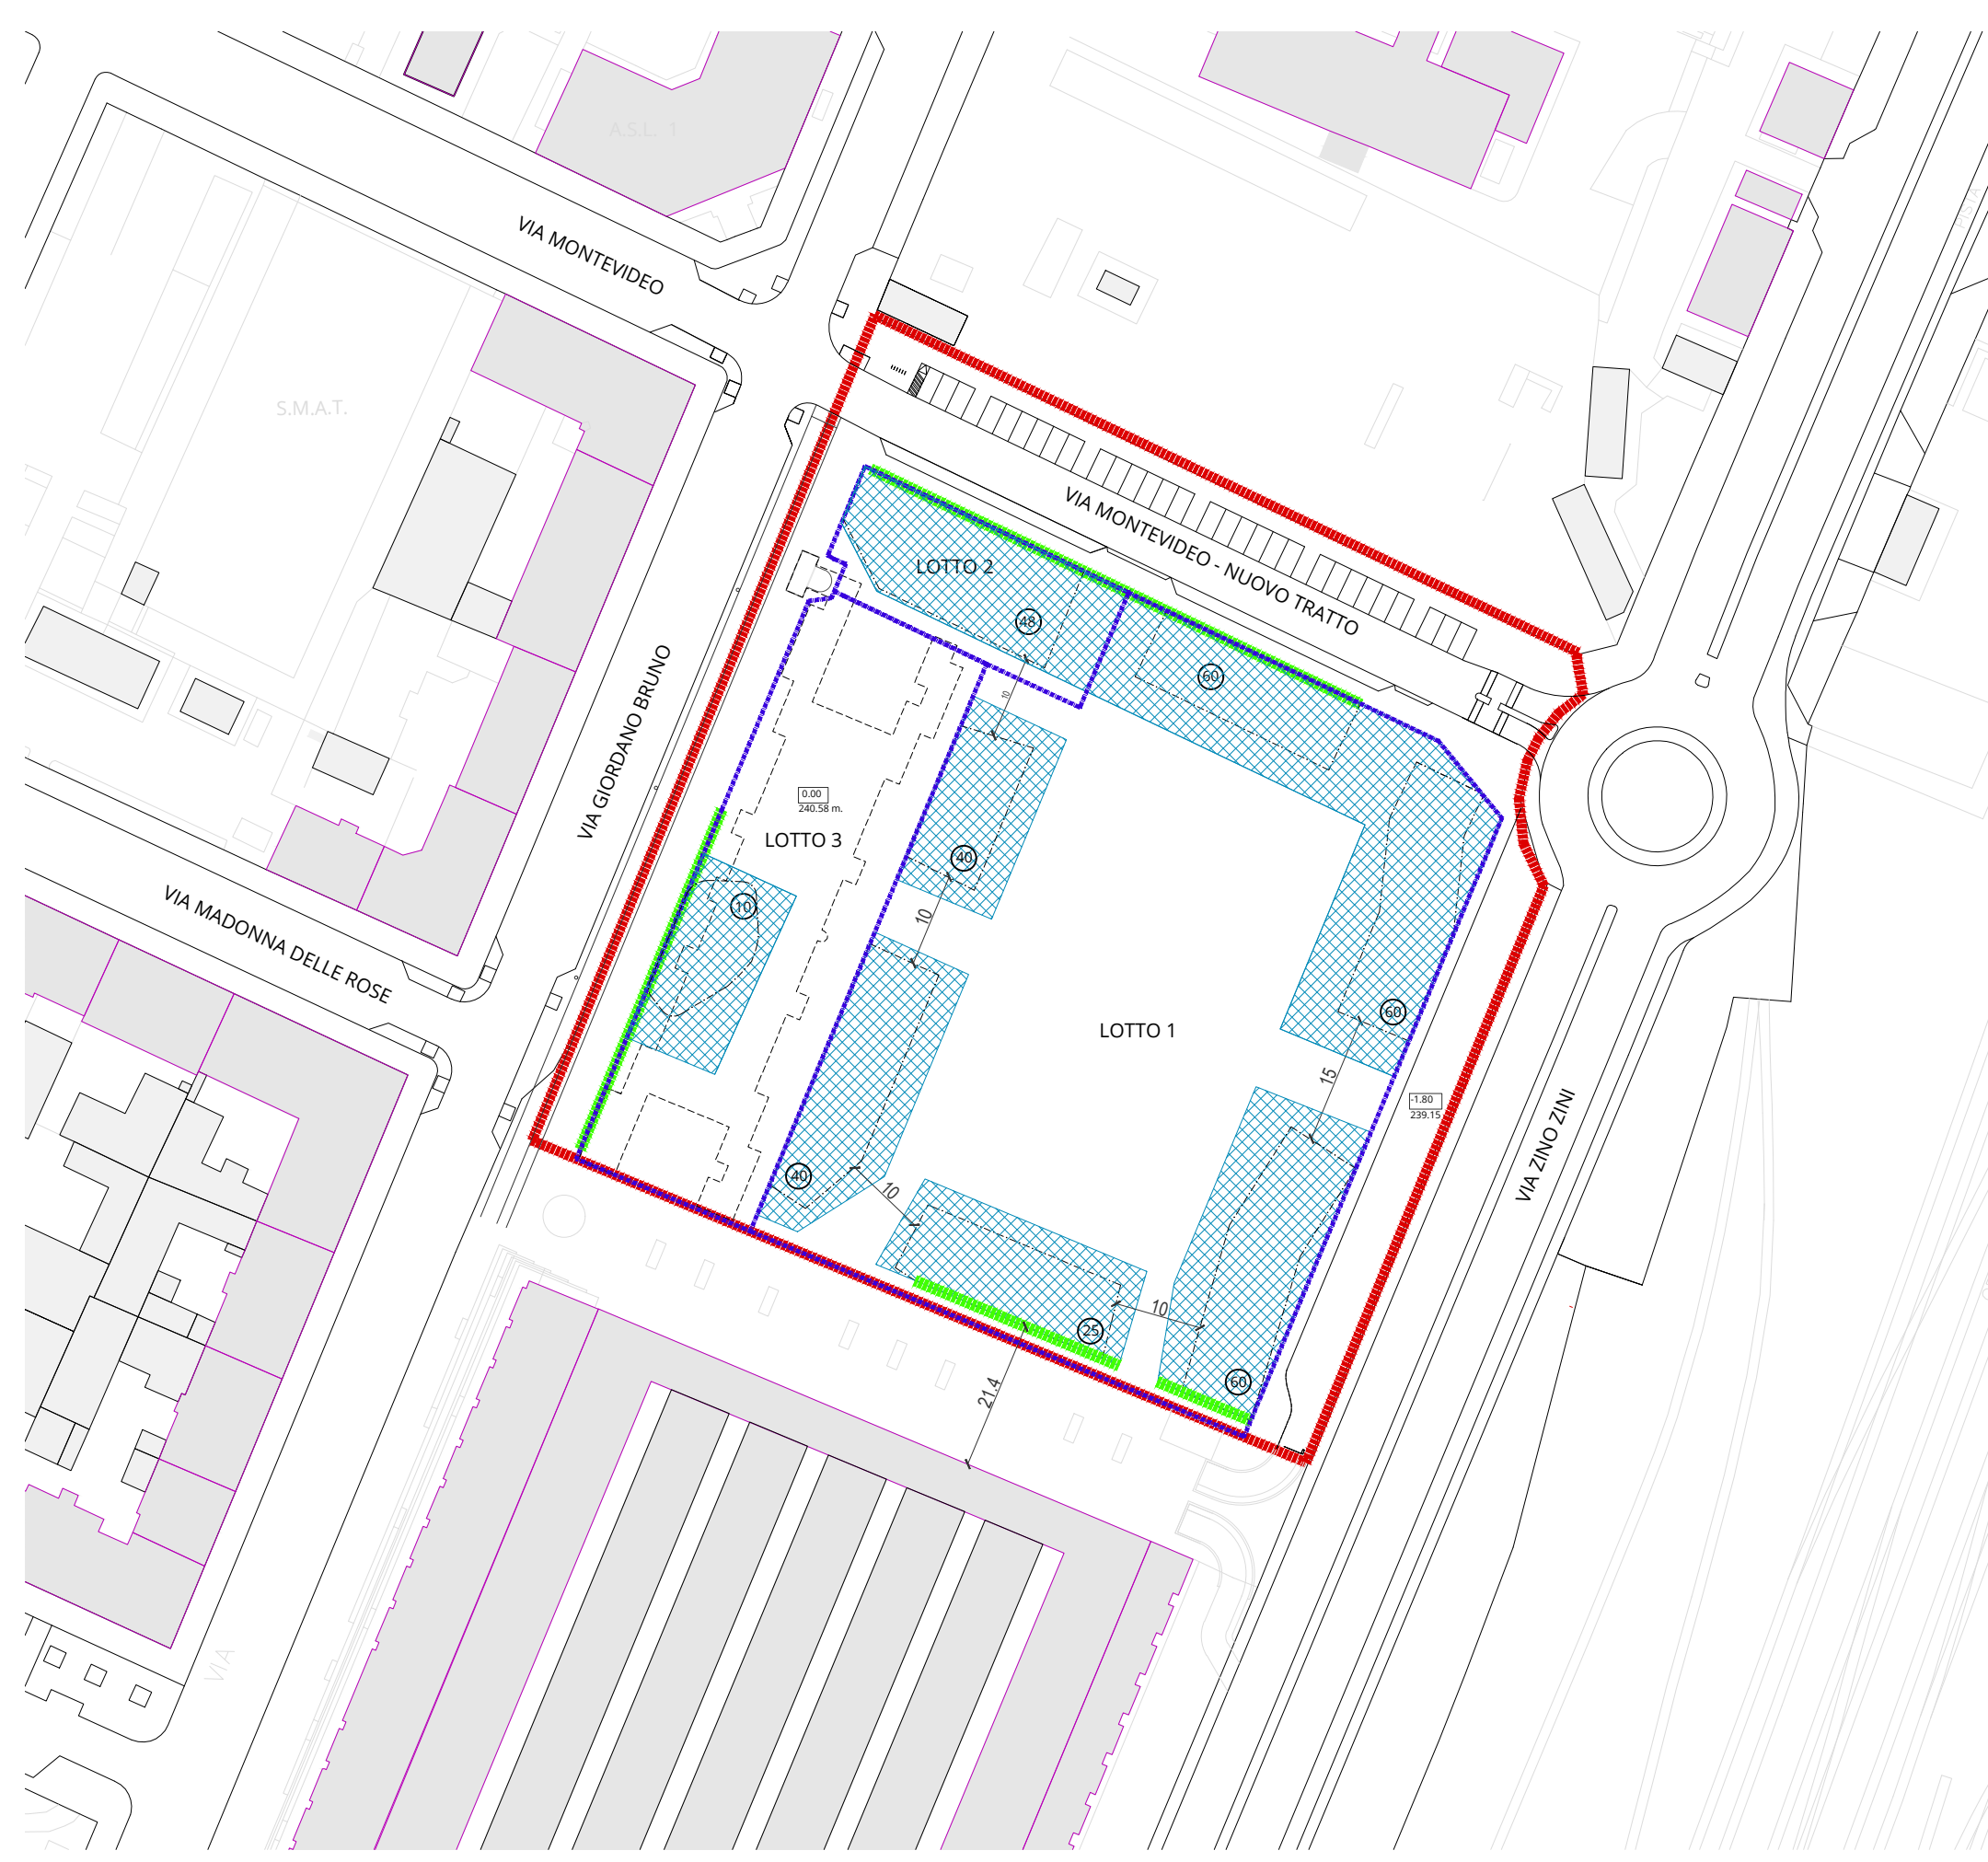 A.S.L. 1
VIA MONTEVIDEO
S.M.A.T.
VIA MONTEVIDEO - NUOVO TRATTO
LOTTO 2
48
60
10
VIA GIORDANO BRUNO
0.00
240.58 m.
LOTTO 3
40
10
10
VIA MADONNA DELLE ROSE
60
LOTTO 1
15
-1.80
239.15
VIA ZINO ZINI
40
10
10
25
60
21.4
VIA